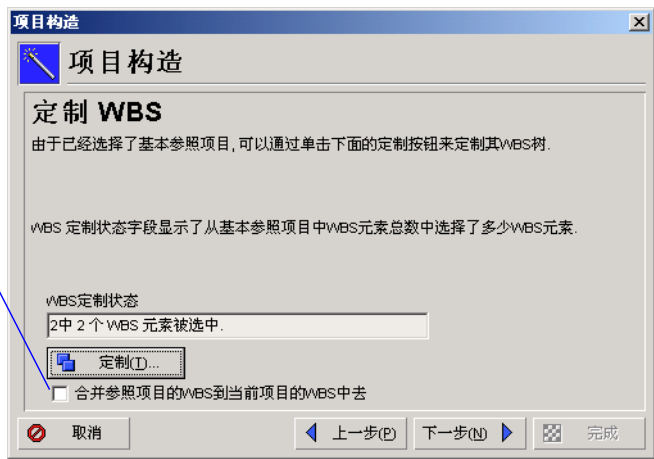 项目构造
项目构造
定制 WBS
由于已经选择了基本参照项目,可以通过单击下面的定制按钮来定制其WBS树.
WBS 定制状态字段显示了从基本参照项目中WBS元素总数中选择了多少WBS元素.
WBS定制状态
2中 2 个 WBS 元素被选中.
定制(T)...
合并参照项目的WBS到当前项目的WBS中去
取消 上一步(P) 下一步(N) 完成